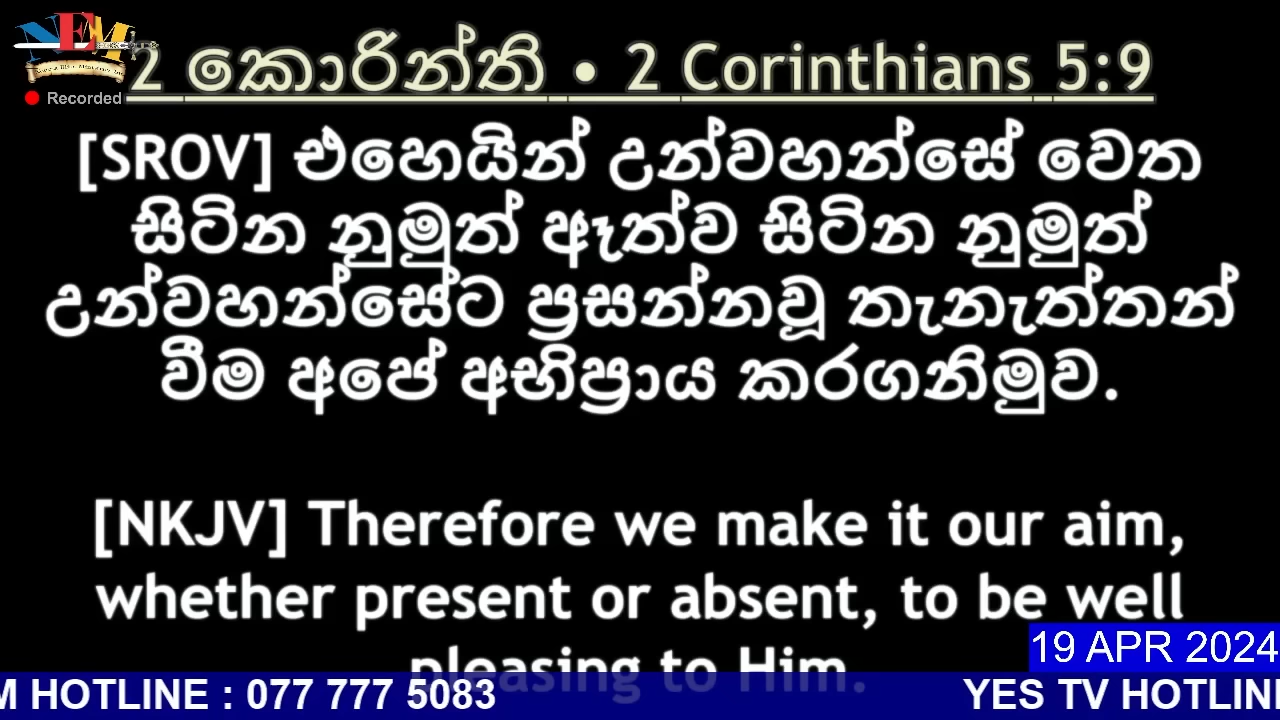 NEM
Recorded
2 කොරින්ති • 2 Corinthians 5:9
[SROV] එහෙයින් උන්වහන්සේ වෙත
සිටින නුමුත් ඈත්ව සිටින නුමුත්
උන්වහන්සේට ප්‍රසන්නවූ තැනැත්තන්
වීම අපේ අභිප්‍රාය කරගනිමුව.
[NKJV] Therefore we make it our aim,
whether present or absent, to be well
pleasing to Him.
19 APR 2024
M HOTLINE : 077 777 5083
YES TV HOTLINE